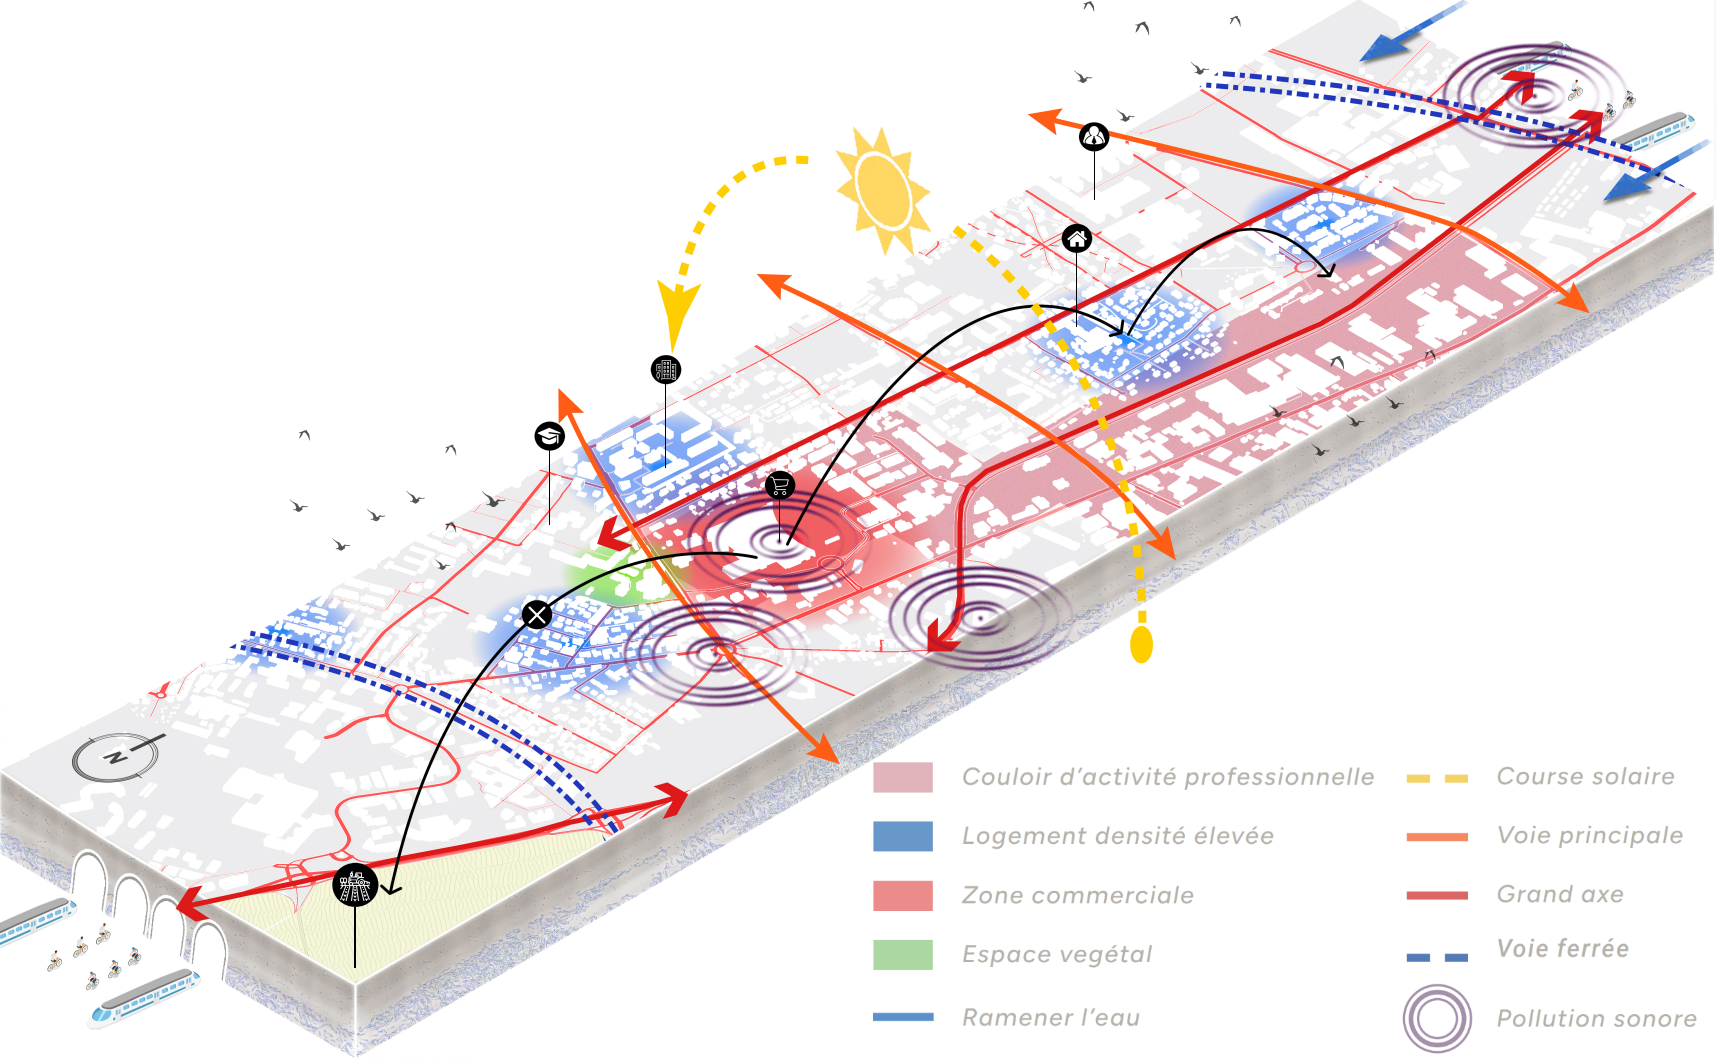 N
Couloir d'activité professionnelle
Logement densité élevée
Zone commerciale
Espace vegétal
Ramener l'eau
Course solaire
Voie principale
Grand axe
Voie ferrée
Pollution sonore